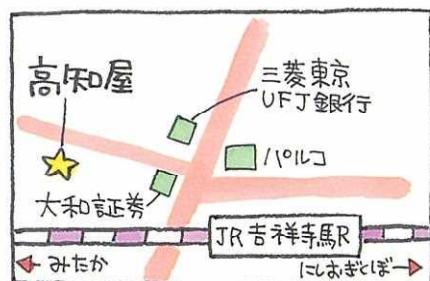 高知屋
三菱東京
UFJ銀行
パルコ
大和証券
JR吉祥寺駅
← みたか
にしおぎくぼ →